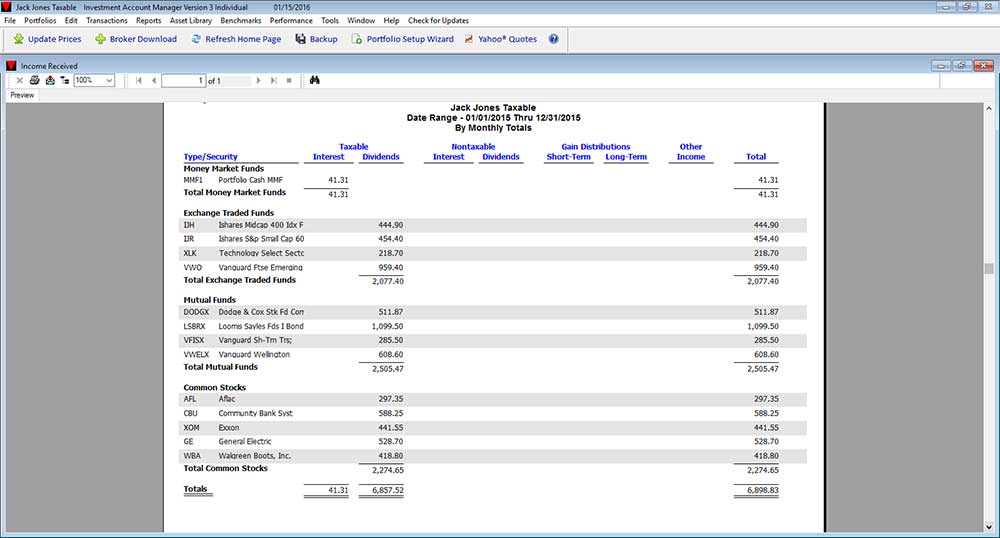 Jack Jones Taxable Investment Account Manager Version 3 Individual 01/15/2016
File Portfolios Edit Transactions Reports Asset Library Benchmarks Performance Tools Window Help Check for Updates
Update Prices Broker Download Refresh Home Page Backup Portfolio Setup Wizard Yahoo® Quotes ?
Income Received
100% 1 of 1
Preview
Jack Jones Taxable
Date Range - 01/01/2015 Thru 12/31/2015
By Monthly Totals
Taxable Nontaxable Gain Distributions Other
Type/Security Interest Dividends Interest Dividends Short-Term Long-Term Income Total
Money Market Funds
MMF1 Portfolio Cash MMF 41.31 41.31
Total Money Market Funds 41.31 41.31
Exchange Traded Funds
IJH Ishares Midcap 400 Idx F 444.90 444.90
IJR Ishares S&p Small Cap 60 454.40 454.40
XLK Technology Select Sectc 218.70 218.70
VWO Vanguard Ftse Emerging 959.40 959.40
Total Exchange Traded Funds 2,077.40 2,077.40
Mutual Funds
DODGX Dodge & Cox Stk Fd Com 511.87 511.87
LSBRX Loomis Sayles Fds I Bond 1,099.50 1,099.50
VFISX Vanguard Sh-Tm Trs; 285.50 285.50
VWELX Vanguard Wellington 608.60 608.60
Total Mutual Funds 2,505.47 2,505.47
Common Stocks
AFL Aflac 297.35 297.35
CBU Community Bank Syst 588.25 588.25
XOM Exxon 441.55 441.55
GE General Electric 528.70 528.70
WBA Walgreen Boots, Inc. 418.80 418.80
Total Common Stocks 2,274.65 2,274.65
Totals 41.31 6,857.52 6,898.83